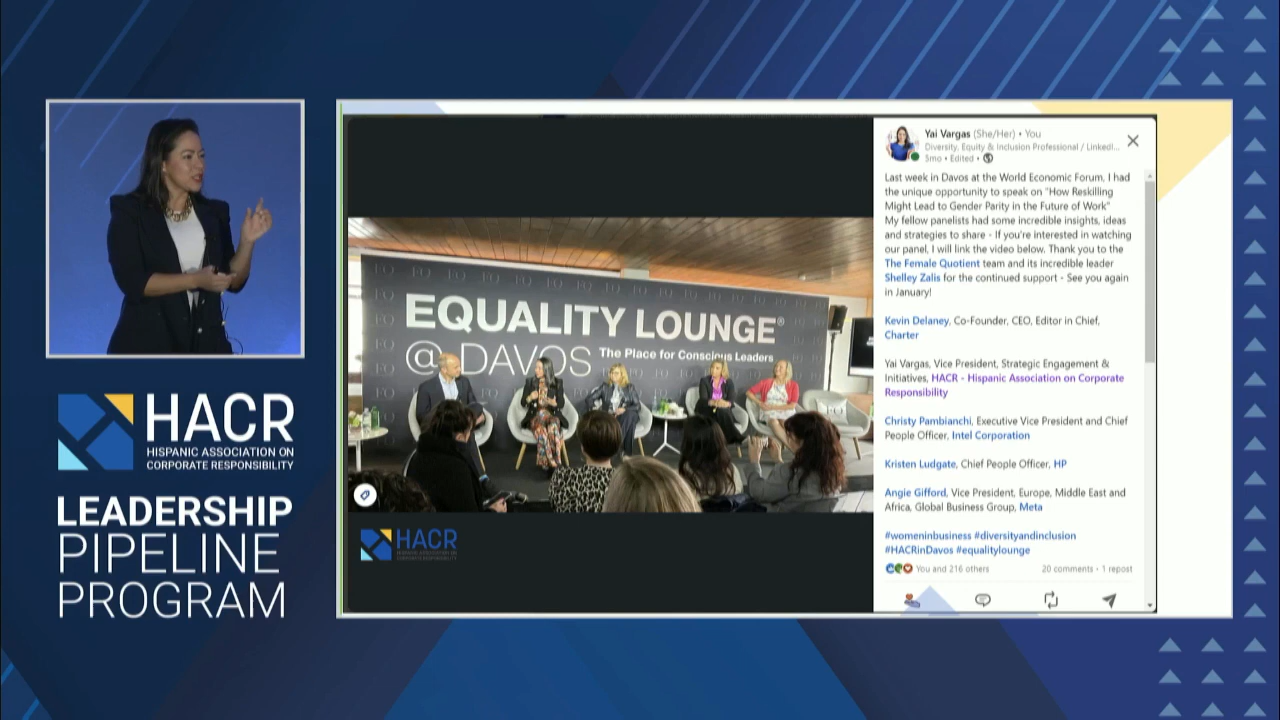 HACR
HISPANIC ASSOCIATION ON
CORPORATE RESPONSIBILITY
LEADERSHIP
PIPELINE
PROGRAM
EQUALITY LOUNGE®
@ DAVOS The Place for Conscious Leaders
HACR
HISPANIC ASSOCIATION ON
CORPORATE RESPONSIBILITY
Yai Vargas (She/Her) • You
Diversity, Equity & Inclusion Professional / LinkedI...
5mo • Edited •
Last week in Davos at the World Economic Forum, I had
the unique opportunity to speak on "How Reskilling
Might Lead to Gender Parity in the Future of Work"
My fellow panelists had some incredible insights, ideas
and strategies to share - If you're interested in watching
our panel, I will link the video below. Thank you to the
The Female Quotient team and its incredible leader
Shelley Zalis for the continued support - See you again
in January!
Kevin Delaney, Co-Founder, CEO, Editor in Chief,
Charter
Yai Vargas, Vice President, Strategic Engagement &
Initiatives, HACR - Hispanic Association on Corporate
Responsibility
Christy Pambianchi, Executive Vice President and Chief
People Officer, Intel Corporation
Kristen Ludgate, Chief People Officer, HP
Angie Gifford, Vice President, Europe, Middle East and
Africa, Global Business Group, Meta
#womeninbusiness #diversityandinclusion
#HACRinDavos #equalitylounge
You and 216 others 20 comments • 1 repost